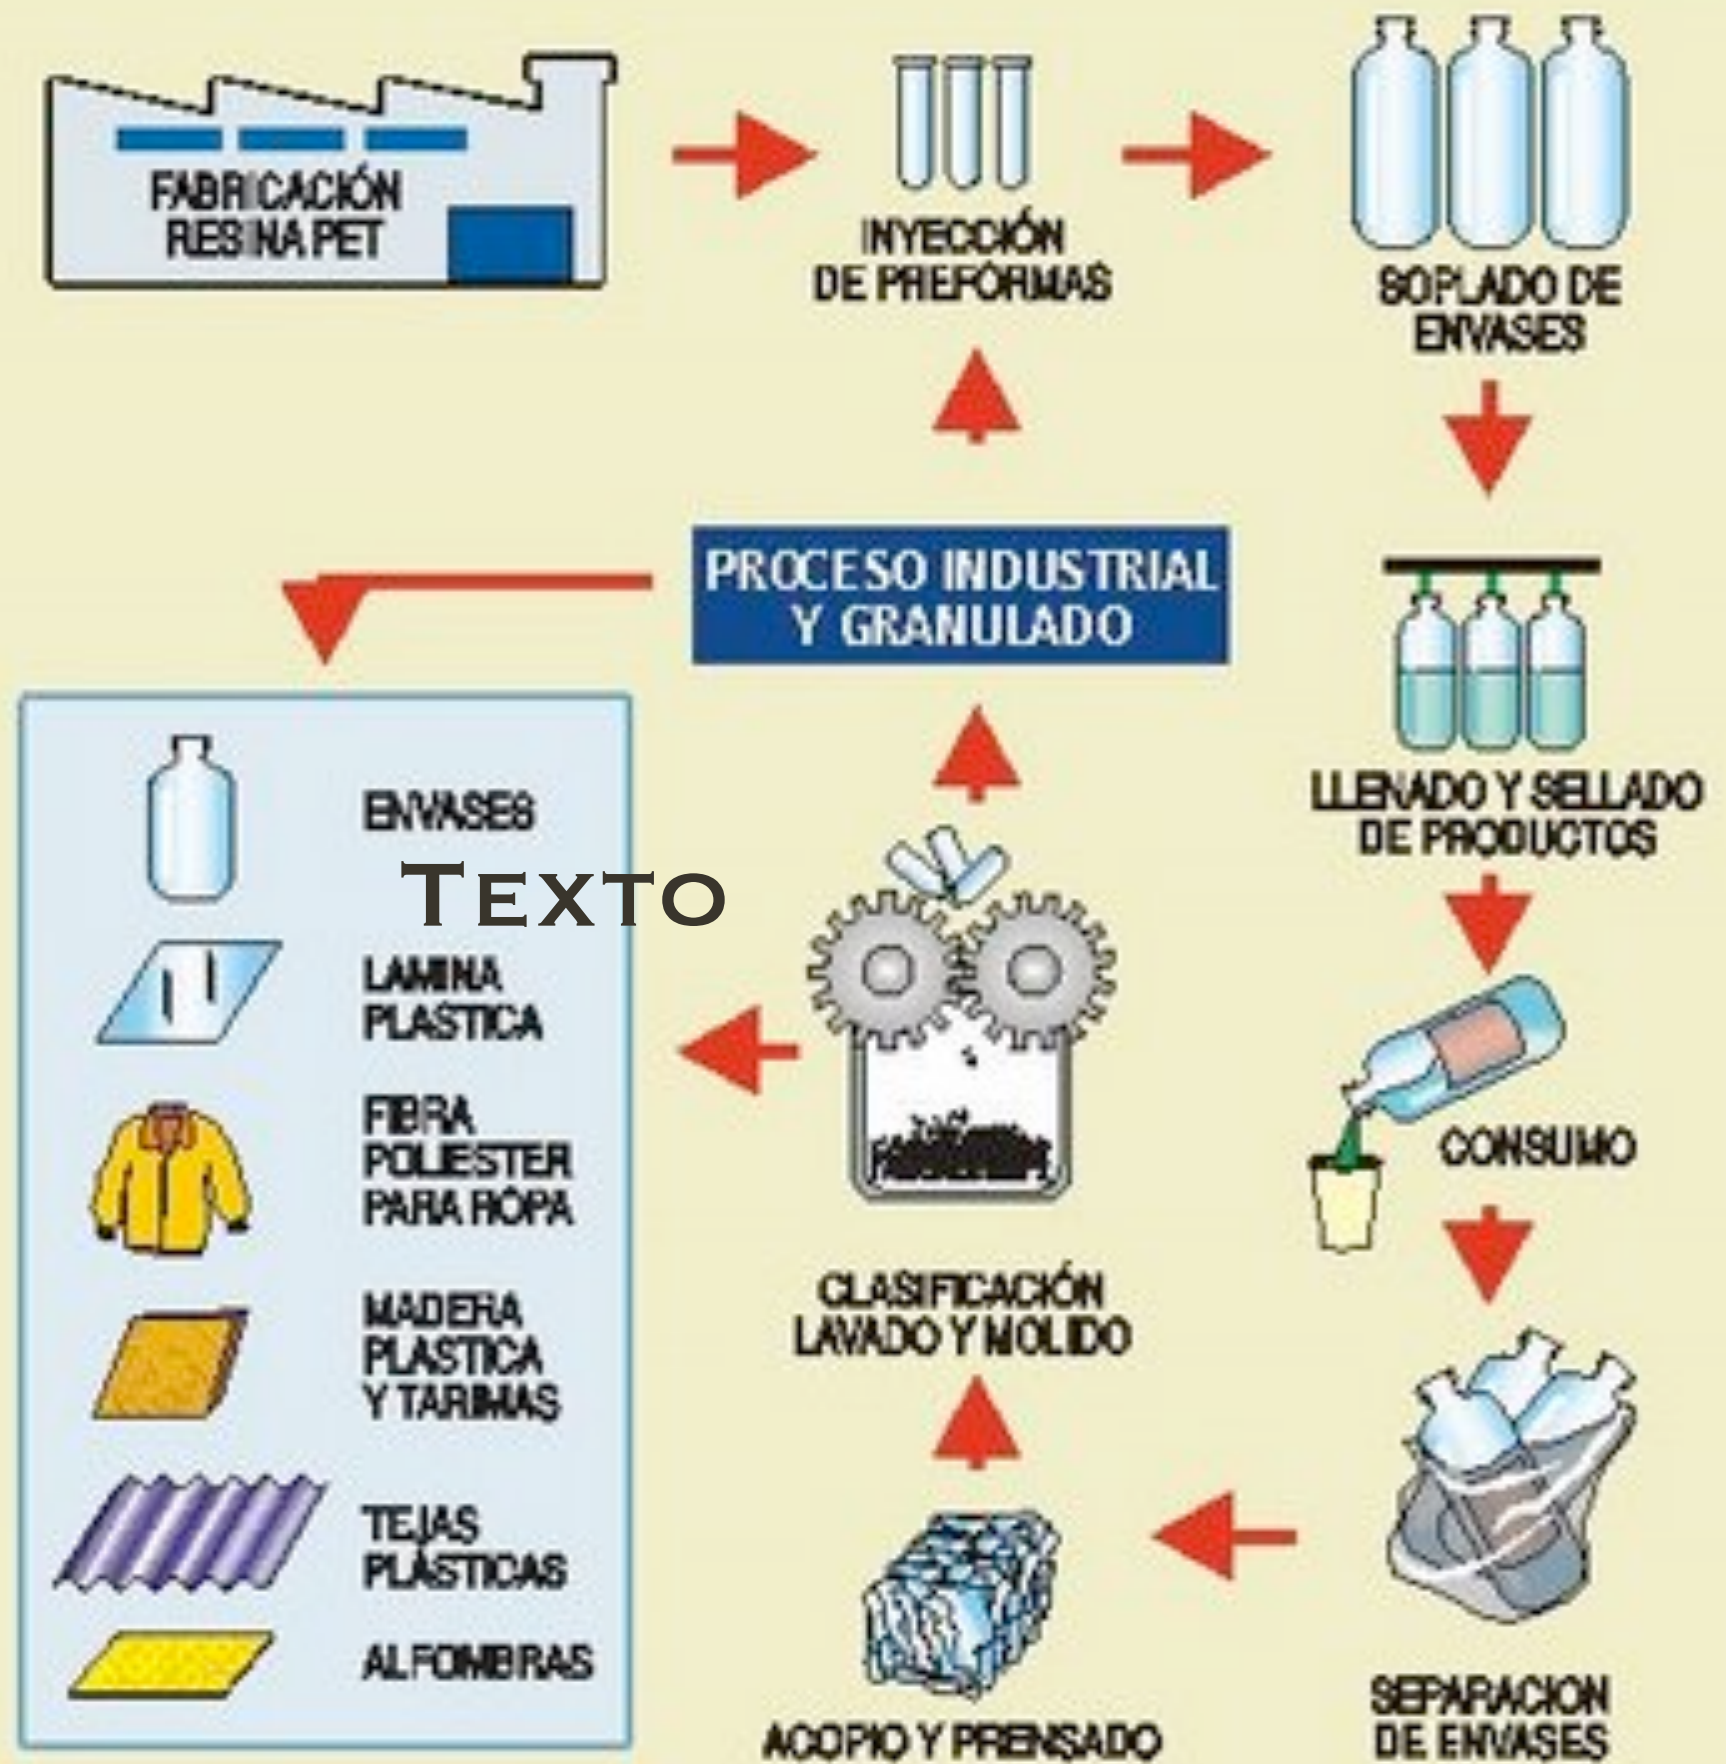 FABRICACIÓN
RESINA PET
INYECCIÓN
DE PREFÓRMAS
SOPLADO DE
ENVASES
PROCESO INDUSTRIAL
Y GRANULADO
LLENADO Y SELLADO
DE PRODUCTOS
ENVASES
TEXTO
LAMINA
PLASTICA
FIBRA
POLIESTER
PARA ROPA
CONSUMO
CLASIFICACIÓN
LAVADO Y MOLIDO
MADERA
PLASTICA
Y TARIMAS
TEJAS
PLÁSTICAS
ALFOMBRAS
ACOPIO Y PRENSADO
SEPARACION
DE ENVASES